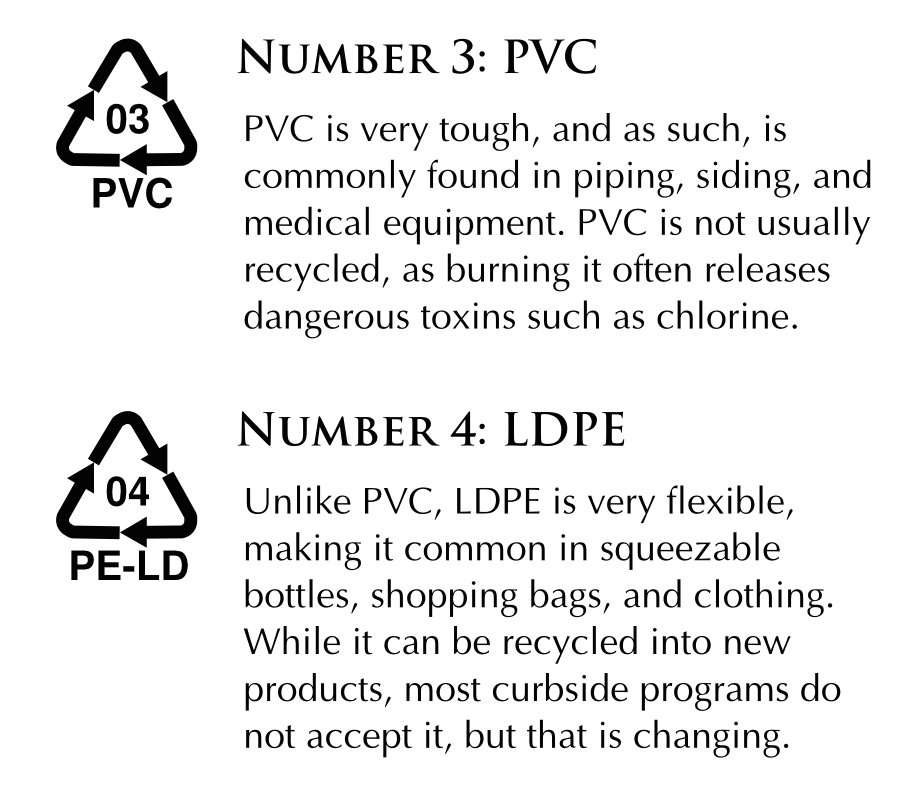 03
PVC
NUMBER 3: PVC
PVC is very tough, and as such, is
commonly found in piping, siding, and
medical equipment. PVC is not usually
recycled, as burning it often releases
dangerous toxins such as chlorine.
04
PE-LD
NUMBER 4: LDPE
Unlike PVC, LDPE is very flexible,
making it common in squeezable
bottles, shopping bags, and clothing.
While it can be recycled into new
products, most curbside programs do
not accept it, but that is changing.